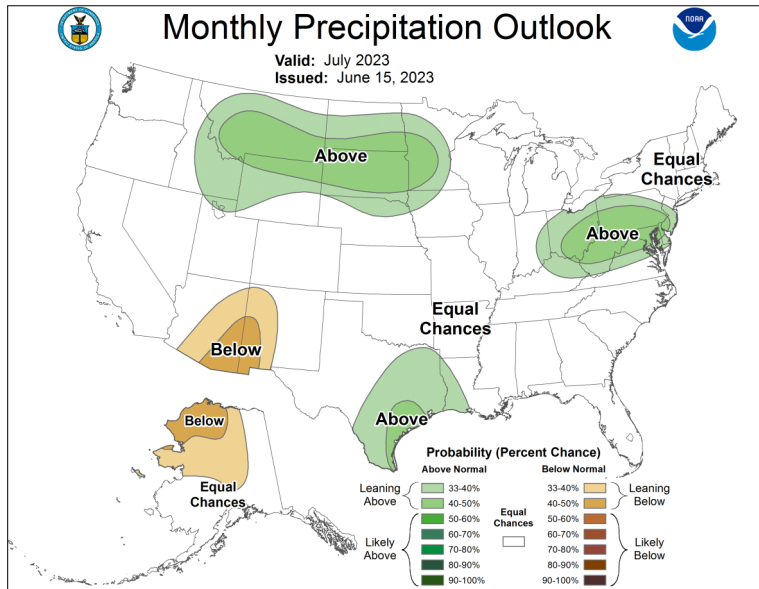 Monthly Precipitation Outlook
NOAA
Valid: July 2023
Issued: June 15, 2023
Above
Equal
Chances
Above
Equal
Chances
Below
Above
Below
Equal
Chances
Probability (Percent Chance)
Above Normal
Below Normal
Leaning
Above
33-40%
40-50%
Likely
Above
50-60%
60-70%
70-80%
80-90%
90-100%
Equal
Chances
33-40%
40-50%
Leaning
Below
50-60%
60-70%
70-80%
80-90%
90-100%
Likely
Below